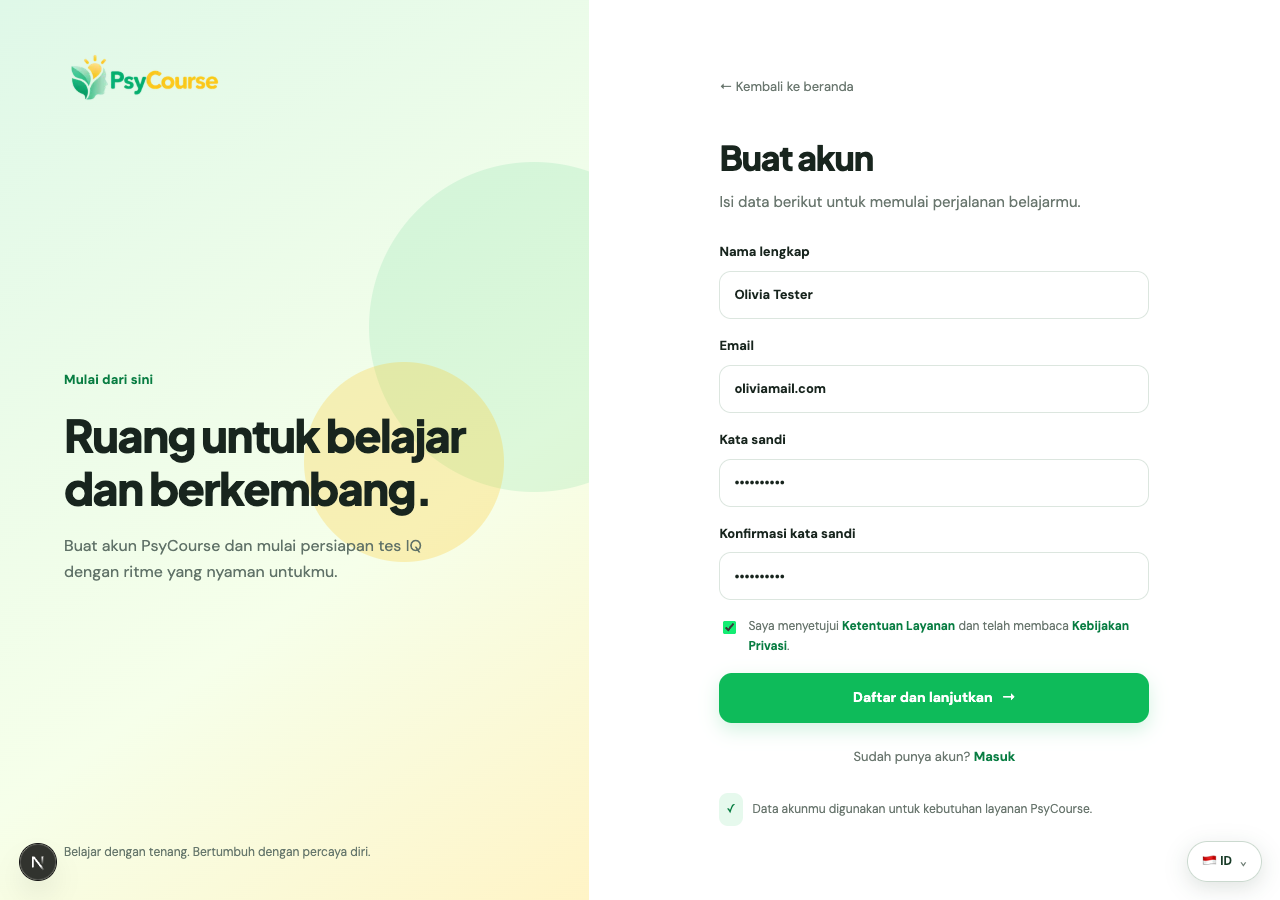 PsyCourse
Mulai dari sini
Ruang untuk belajar
dan berkembang.
Buat akun PsyCourse dan mulai persiapan tes IQ
dengan ritme yang nyaman untukmu.
Belajar dengan tenang. Bertumbuh dengan percaya diri.
N
← Kembali ke beranda
Buat akun
Isi data berikut untuk memulai perjalanan belajarmu.
Nama lengkap
Olivia Tester
Email
oliviamail.com
Kata sandi
••••••••••
Konfirmasi kata sandi
••••••••••
Saya menyetujui Ketentuan Layanan dan telah membaca Kebijakan
Privasi.
Daftar dan lanjutkan →
Sudah punya akun? Masuk
✓ Data akunmu digunakan untuk kebutuhan layanan PsyCourse.
ID